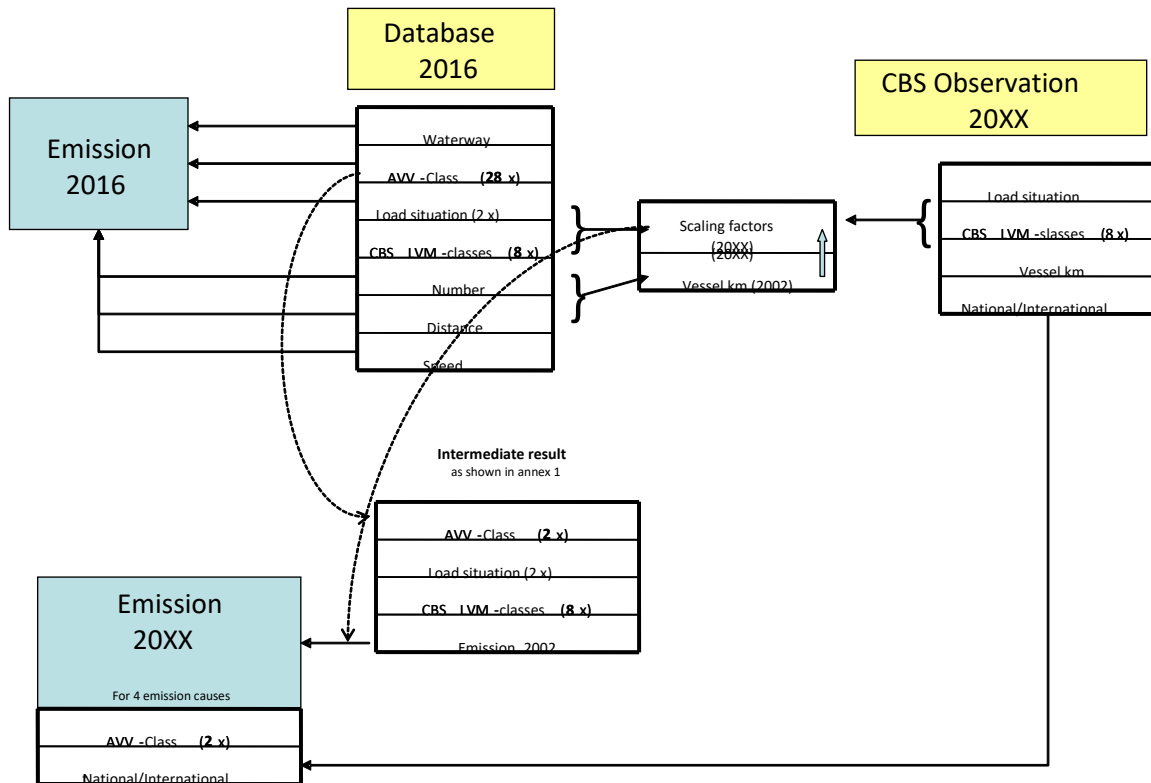 Database
2016
CBS Observation
20XX
Emission
2016
Waterway
AVV -Class (28 x)
Load situation (2 x)
CBS LVM -classes (8 x)
Number
Distance
Speed
Scaling factors
(20XX)
(20XX)
Vessel km (2002)
Load situation
CBS LVM -slasses (8 x)
Vessel km
National/International
Intermediate result
as shown in annex 1
AVV -Class (2 x)
Load situation (2 x)
CBS LVM -classes (8 x)
Emission 2002
Emission
20XX
For 4 emission causes
AVV -Class (2 x)
National/International